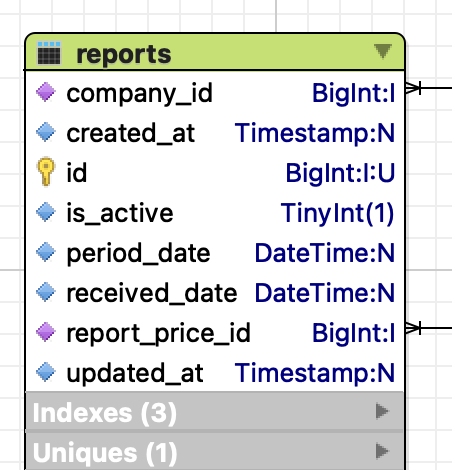 reports
company_id BigInt:I
created_at Timestamp:N
id BigInt:I:U
is_active TinyInt(1)
period_date DateTime:N
received_date DateTime:N
report_price_id BigInt:I
updated_at Timestamp:N
Indexes (3)
Uniques (1)